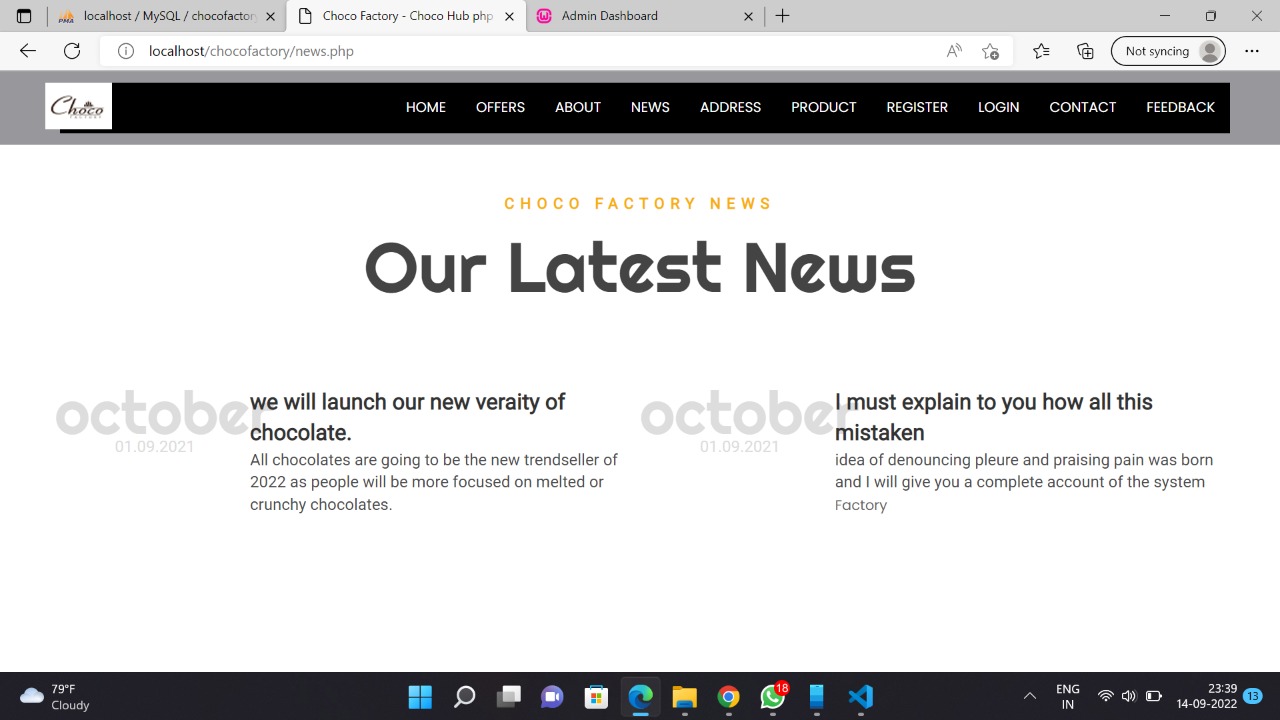 localhost / MySQL / chocofactory
Choco Factory - Choco Hub php
Admin Dashboard
localhost/chocofactory/news.php
Not syncing
Choco
FACTORY
HOME OFFERS ABOUT NEWS ADDRESS PRODUCT REGISTER LOGIN CONTACT FEEDBACK
CHOCO FACTORY NEWS
Our Latest News
october
01.09.2021
we will launch our new veraity of
chocolate.
All chocolates are going to be the new trendseller of
2022 as people will be more focused on melted or
crunchy chocolates.
october
01.09.2021
I must explain to you how all this
mistaken
idea of denouncing pleure and praising pain was born
and I will give you a complete account of the system
Factory
79°F
Cloudy
18
ENG
IN
23:39
14-09-2022
13